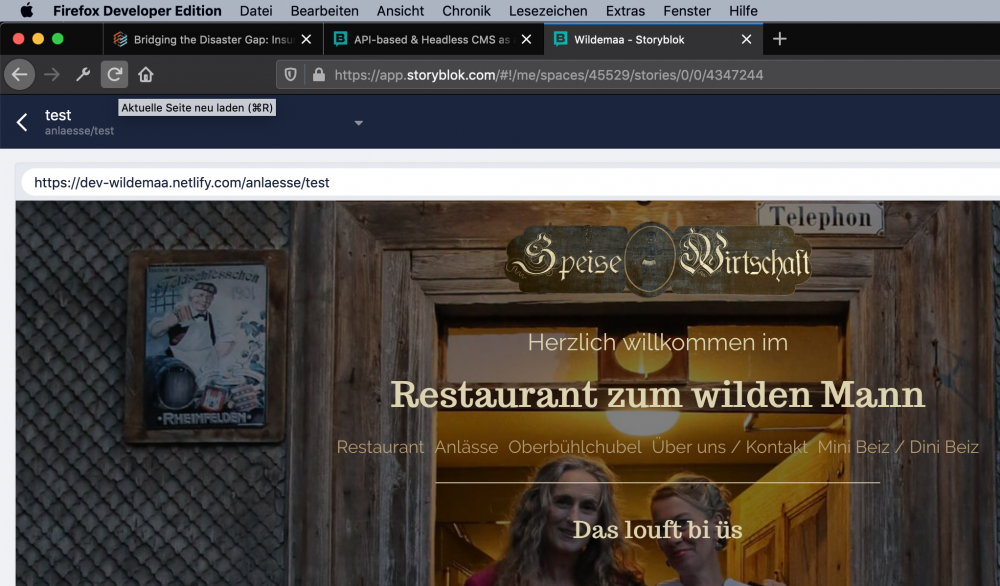 Firefox Developer Edition Datei Bearbeiten Ansicht Chronik Lesezeichen Extras Fenster Hilfe
Bridging the Disaster Gap: Insu
API-based & Headless CMS as
Wildemaa - Storyblok
https://app.storyblok.com/#!/me/spaces/45529/stories/0/0/4347244
Aktuelle Seite neu laden (⌘R)
test
anlaesse/test
https://dev-wildemaa.netlify.com/anlaesse/test
Telephon
Speise Wirtschaft
Feldschlösschen
1901
RHEINFELDEN
Herzlich willkommen im
Restaurant zum wilden Mann
Restaurant Anlässe Oberbühlchubel Über uns / Kontakt Mini Beiz / Dini Beiz
Das louft bi üs